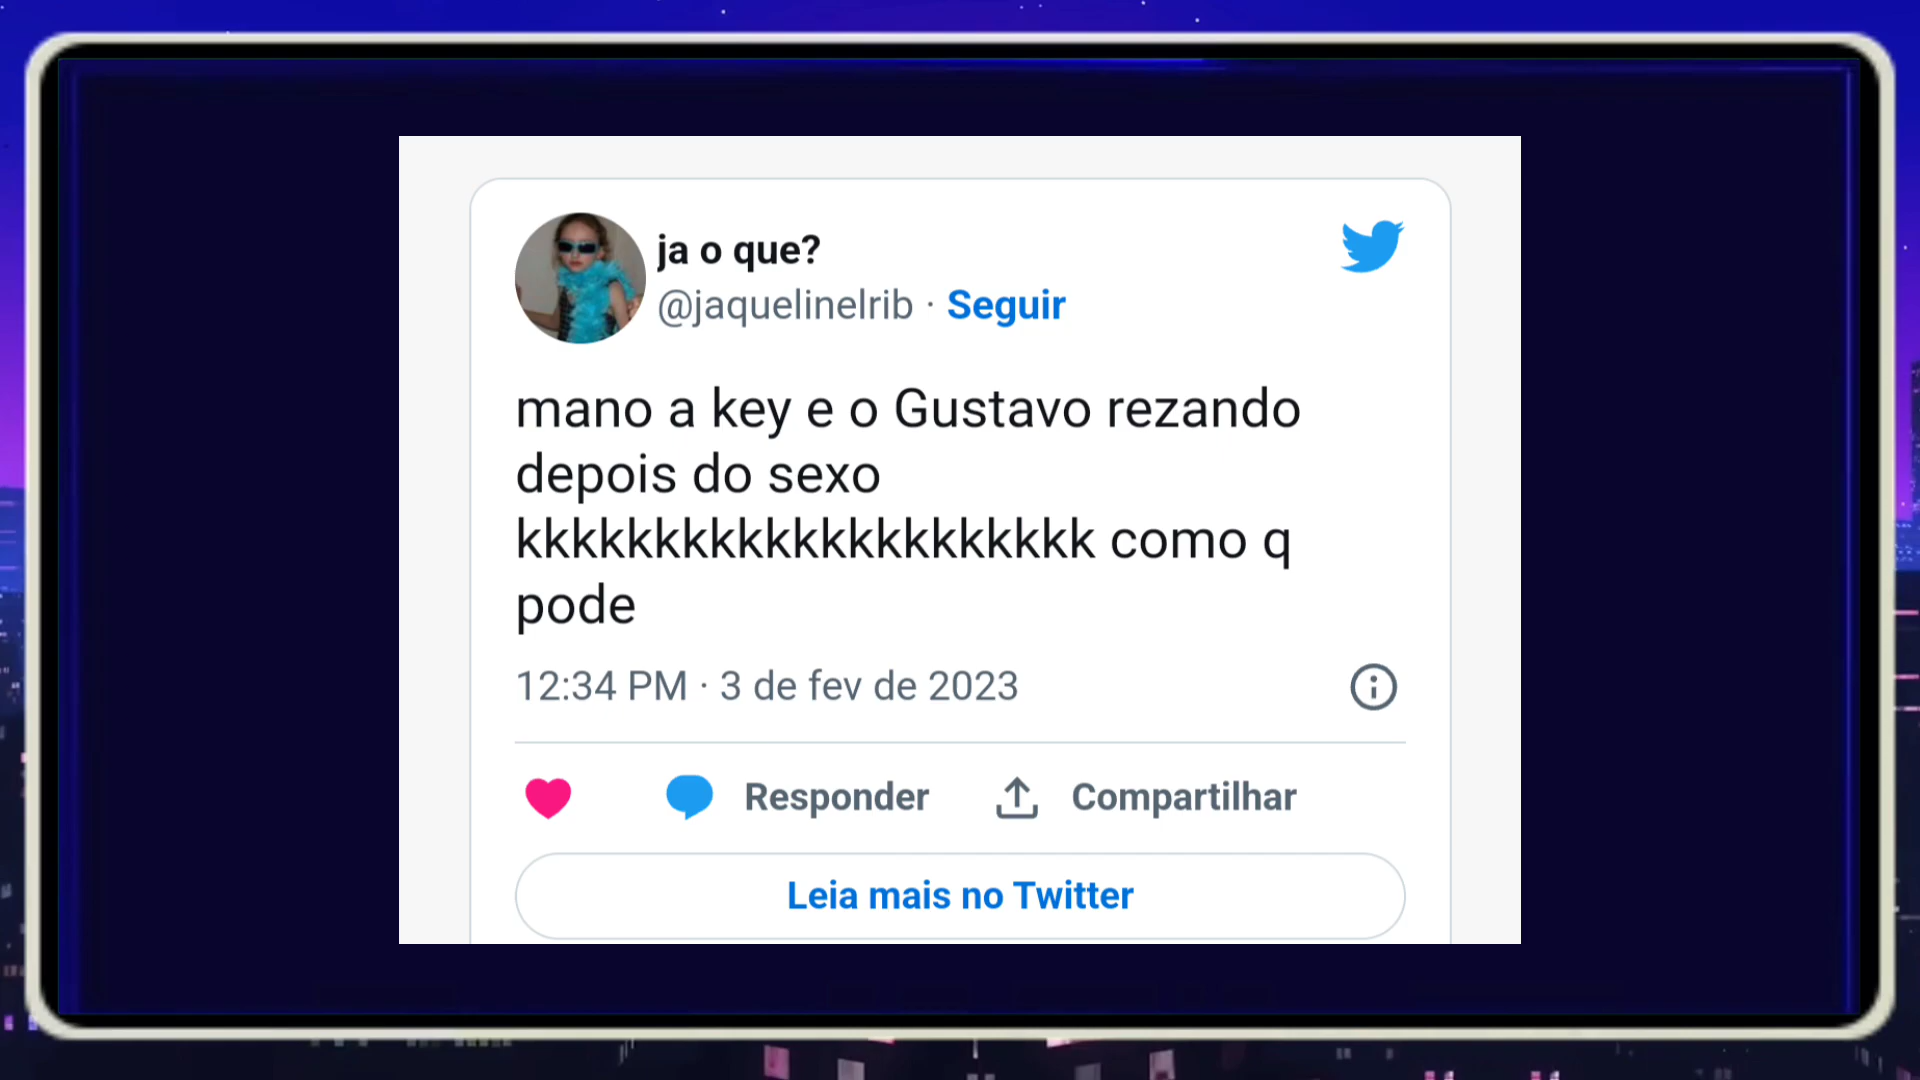 ja o que?
@jaquelinelrib · Seguir
mano a key e o Gustavo rezando
depois do sexo
kkkkkkkkkkkkkkkkkkkkk como q
pode
12:34 PM · 3 de fev de 2023
Responder
Compartilhar
Leia mais no Twitter